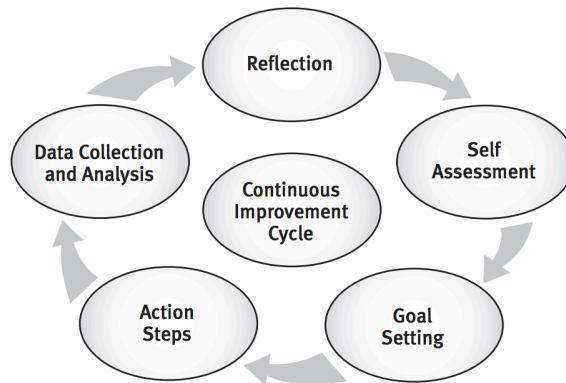 Reflection
Self
Assessment
Goal
Setting
Action
Steps
Data Collection
and Analysis
Continuous
Improvement
Cycle